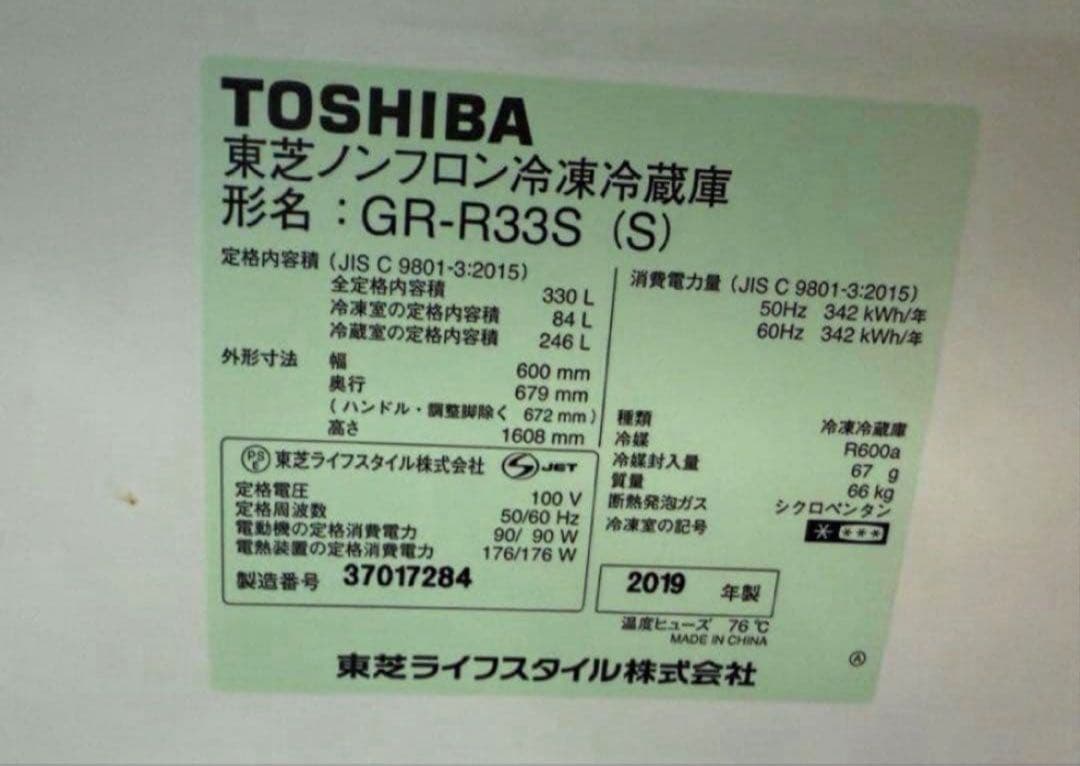 TOSHIBA
東芝ノンフロン冷凍冷蔵庫
形名：GR-R33S (S)
定格内容積 (JIS C 9801-3:2015)
全定格内容積 330 L
冷凍室の定格内容積 84 L
冷蔵室の定格内容積 246 L
外形寸法 幅 600 mm
奥行 679 mm
(ハンドル・調整脚除く 672 mm)
高さ 1608 mm
消費電力量 (JIS C 9801-3:2015)
50Hz 342 kWh/年
60Hz 342 kWh/年
種類 冷凍冷蔵庫
冷媒 R600a
冷媒封入量 67 g
質量 66 kg
断熱発泡ガス シクロペンタン
冷凍室の記号 * ***
PS E 東芝ライフスタイル株式会社 S JET
定格電圧 100 V
定格周波数 50/60 Hz
電動機の定格消費電力 90/ 90 W
電熱装置の定格消費電力 176/176 W
製造番号 37017284
2019 年製
温度ヒューズ 76 ℃
MADE IN CHINA
東芝ライフスタイル株式会社
Ⓐ